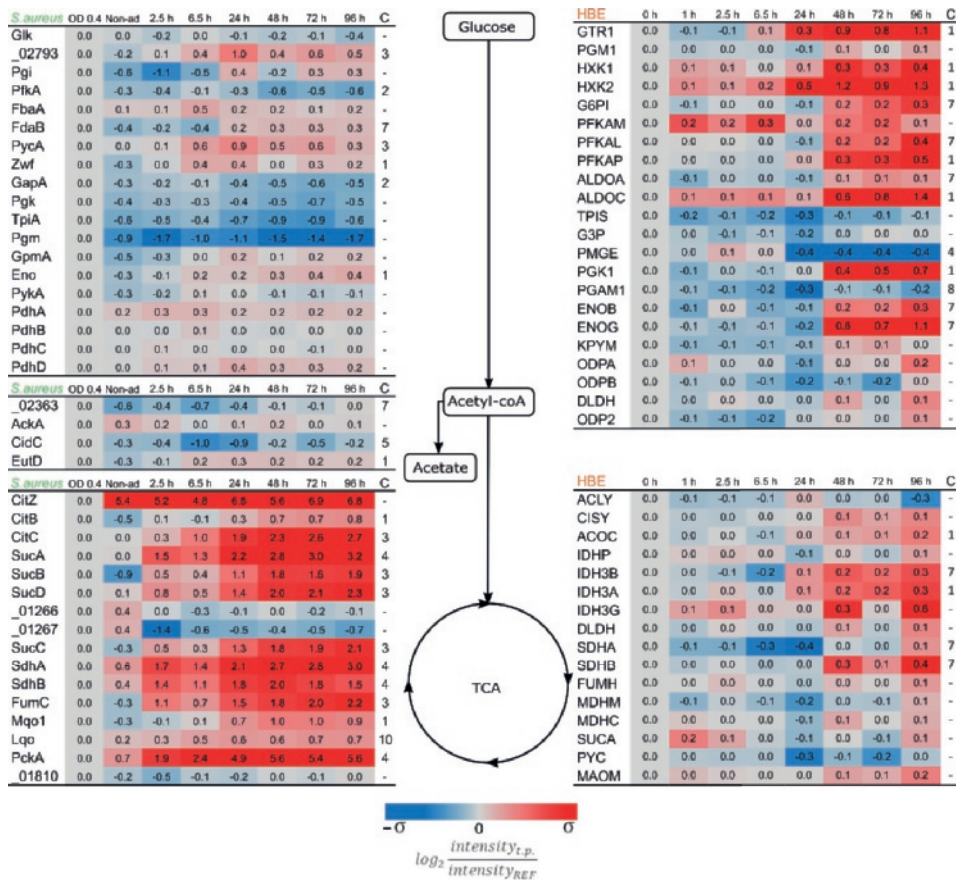 S.aureus OD 0.4 Non-ad 2.5 h 6.5 h 24 h 48 h 72 h 96 h C
Glk 0.0 0.0 -0.2 0.0 -0.1 -0.2 -0.1 -0.4 -
_02793 0.0 -0.2 0.1 0.4 1.0 0.4 0.6 0.5 3
Pgi 0.0 -0.6 -1.1 -0.5 0.4 -0.2 0.3 0.3 -
PfkA 0.0 -0.3 -0.4 -0.1 -0.3 -0.6 -0.5 -0.6 2
FbaA 0.0 0.1 0.1 0.5 0.2 0.2 0.1 0.2 -
FdaB 0.0 -0.4 -0.2 -0.4 0.2 0.3 0.3 0.3 7
PycA 0.0 -0.3 0.0 0.6 0.9 0.5 0.6 0.6 3
Zwf 0.0 -0.3 0.0 0.4 0.4 0.0 0.3 0.2 1
GapA 0.0 -0.3 -0.2 -0.1 -0.4 -0.5 -0.6 -0.5 2
Pgk 0.0 -0.4 -0.3 -0.3 -0.4 -0.5 -0.7 -0.5 -
TpiA 0.0 -0.6 -0.5 -0.4 -0.7 -0.9 -0.9 -0.6 -
Pgm 0.0 -0.9 -1.7 -1.0 -1.1 -1.5 -1.4 -1.7 -
GpmA 0.0 -0.5 -0.3 0.0 0.2 0.1 0.2 0.2 -
Eno 0.0 -0.3 -0.1 0.2 0.2 0.3 0.4 0.4 1
PykA 0.0 -0.3 -0.2 0.1 0.0 -0.1 -0.1 -0.1 -
PdhA 0.0 0.2 0.3 0.3 0.2 0.2 0.2 0.2 -
PdhB 0.0 0.0 0.0 0.1 0.0 0.0 0.0 0.0 -
PdhC 0.0 0.0 0.1 0.0 0.0 0.0 -0.1 0.0 -
PdhD 0.0 0.1 0.2 0.1 0.4 0.3 0.3 0.2 -
S.aureus OD 0.4 Non-ad 2.5 h 6.5 h 24 h 48 h 72 h 96 h C
_02363 0.0 -0.6 -0.4 -0.7 -0.4 -0.1 -0.1 0.0 7
AckA 0.0 0.3 0.2 0.0 0.1 0.2 0.0 0.1 -
CidC 0.0 -0.3 -0.4 -1.0 -0.9 -0.2 -0.5 -0.2 5
EutD 0.0 -0.3 -0.1 0.2 0.3 0.2 0.2 0.2 1
S.aureus OD 0.4 Non-ad 2.5 h 6.5 h 24 h 48 h 72 h 96 h C
CitZ 0.0 5.4 5.2 4.8 6.8 5.6 6.9 6.8 -
CitB 0.0 -0.5 0.1 -0.1 0.3 0.7 0.7 0.8 1
CitC 0.0 0.0 0.3 1.0 1.9 2.3 2.6 2.7 3
SucA 0.0 0.0 1.5 1.3 2.2 2.8 3.0 3.2 4
SucB 0.0 -0.9 0.5 0.4 1.1 1.8 1.6 1.9 3
SucD 0.0 0.1 0.8 0.5 1.4 2.0 2.1 2.3 3
_01266 0.0 0.4 0.0 -0.3 -0.1 0.0 -0.2 -0.1 -
_01267 0.0 0.4 -1.4 -0.6 -0.5 -0.4 -0.5 -0.7 -
SucC 0.0 -0.3 0.5 0.3 1.3 1.8 1.9 2.1 3
SdhA 0.0 0.6 1.7 1.4 2.1 2.7 2.5 3.0 4
SdhB 0.0 0.4 1.4 1.1 1.8 2.0 1.5 1.5 4
FumC 0.0 -0.3 1.1 0.7 1.5 1.8 2.0 2.2 3
Mqo1 0.0 -0.3 -0.1 0.1 0.7 1.0 1.0 0.9 1
Lqo 0.0 0.2 0.3 0.5 0.6 0.6 0.7 0.7 10
PckA 0.0 0.7 1.9 2.4 4.9 5.6 5.4 5.6 4
_01810 0.0 -0.2 -0.5 -0.1 -0.2 0.0 -0.1 0.0 -
Glucose
Acetyl-coA
Acetate
TCA
HBE 0 h 1 h 2.5 h 6.5 h 24 h 48 h 72 h 96 h C
GTR1 0.0 -0.1 -0.1 0.1 0.3 0.9 0.8 1.1 1
PGM1 0.0 0.0 0.0 0.0 -0.1 0.1 0.0 0.1 -
HXK1 0.0 0.1 0.1 0.0 0.1 0.3 0.3 0.4 1
HXK2 0.0 0.1 0.1 0.2 0.5 1.2 0.9 1.3 1
G6PI 0.0 -0.1 0.0 0.0 -0.1 0.2 0.2 0.3 7
PFKAM 0.0 0.2 0.2 0.3 0.0 0.2 0.2 0.1 -
PFKAL 0.0 0.0 0.0 0.0 -0.1 0.2 0.2 0.4 7
PFKAP 0.0 0.0 0.0 0.0 0.0 0.3 0.3 0.5 1
ALDOA 0.0 -0.1 0.0 0.0 -0.1 0.1 0.1 0.1 7
ALDOC 0.0 0.1 0.1 0.1 0.1 0.6 0.8 1.4 1
TPIS 0.0 -0.2 -0.1 -0.2 -0.3 -0.1 -0.1 -0.1 -
G3P 0.0 0.0 -0.1 -0.1 -0.2 0.0 0.0 0.0 -
PMGE 0.0 0.0 0.1 0.0 -0.4 -0.4 -0.4 -0.4 4
PGK1 0.0 -0.1 0.0 -0.1 0.0 0.4 0.5 0.7 1
PGAM1 0.0 -0.1 -0.1 -0.2 -0.3 -0.1 -0.1 -0.2 8
ENOB 0.0 -0.1 0.0 -0.1 -0.1 0.2 0.2 0.3 7
ENOG 0.0 -0.1 -0.1 -0.1 -0.2 0.6 0.7 1.1 7
KPYM 0.0 0.0 -0.1 -0.1 -0.1 0.1 0.1 0.0 -
ODPA 0.0 0.1 0.0 0.0 -0.1 0.0 0.0 0.2 -
ODPB 0.0 -0.1 0.0 -0.2 -0.2 -0.1 -0.2 0.0 -
DLDH 0.0 0.0 0.0 0.0 -0.1 0.0 0.0 0.1 -
ODP2 0.0 -0.1 -0.1 -0.2 0.0 0.0 0.0 0.1 -
HBE 0 h 1 h 2.5 h 6.5 h 24 h 48 h 72 h 96 h C
ACLY 0.0 -0.1 -0.1 -0.1 0.0 0.0 -0.1 -0.3 -
CISY 0.0 0.0 0.0 0.0 0.0 0.1 0.1 0.1 -
ACOC 0.0 0.0 0.0 -0.1 0.0 0.1 0.1 0.2 1
IDHP 0.0 0.0 0.0 0.0 -0.1 0.0 0.0 0.1 -
IDH3B 0.0 0.0 -0.1 -0.2 0.1 0.2 0.2 0.3 7
IDH3A 0.0 0.0 0.0 0.0 0.1 0.2 0.2 0.3 1
IDH3G 0.0 0.1 0.1 0.0 0.0 0.3 0.0 0.6 -
DLDH 0.0 0.0 0.0 0.0 -0.1 0.0 0.0 0.1 -
SDHA 0.0 -0.1 -0.1 -0.3 -0.4 0.0 0.0 0.1 7
SDHB 0.0 0.0 0.0 0.0 0.0 0.3 0.1 0.4 7
FUMH 0.0 0.0 0.0 0.0 0.0 0.0 0.0 0.1 -
MDHM 0.0 -0.1 -0.1 -0.1 -0.2 0.0 -0.1 0.0 -
MDHC 0.0 0.0 0.0 0.0 -0.1 0.1 0.0 0.1 -
SUCA 0.0 0.2 0.1 0.0 -0.1 0.0 -0.1 0.1 -
PYC 0.0 0.0 0.0 0.0 -0.3 -0.1 -0.2 0.0 -
MAOM 0.0 0.0 0.0 0.0 0.0 0.1 0.1 0.2 -
-σ 0 σ
log2 intensityt.p. / intensityREF